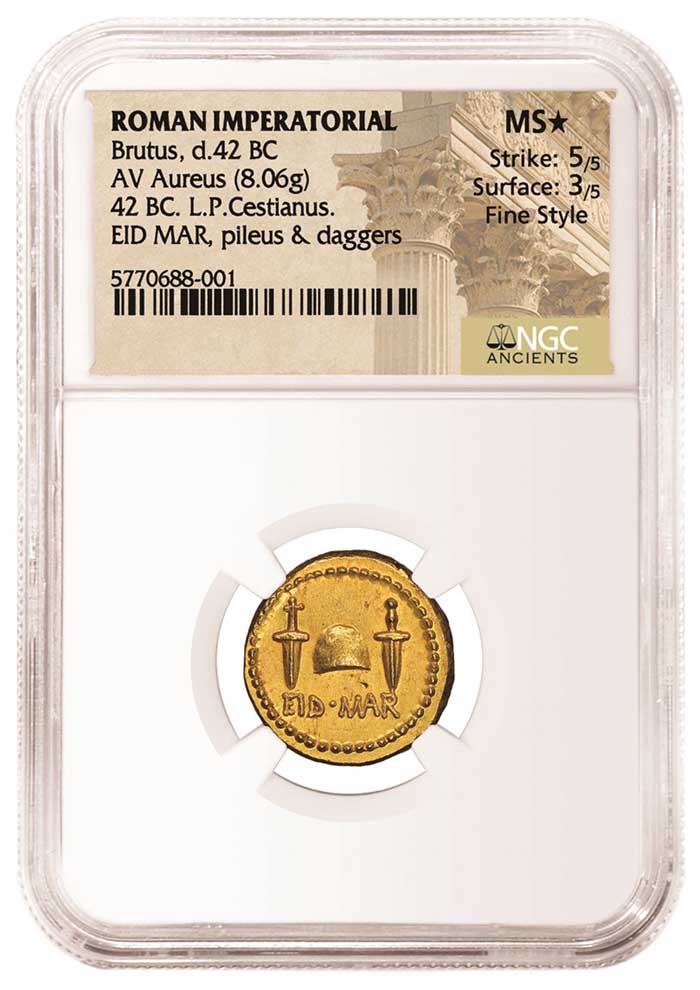 ROMAN IMPERATORIAL
Brutus, d.42 BC
AV Aureus (8.06g)
42 BC. L.P.Cestianus.
EID MAR, pileus & daggers
5770688-001
MS★
Strike: 5/5
Surface: 3/5
Fine Style
NGC
ANCIENTS
EID·MAR